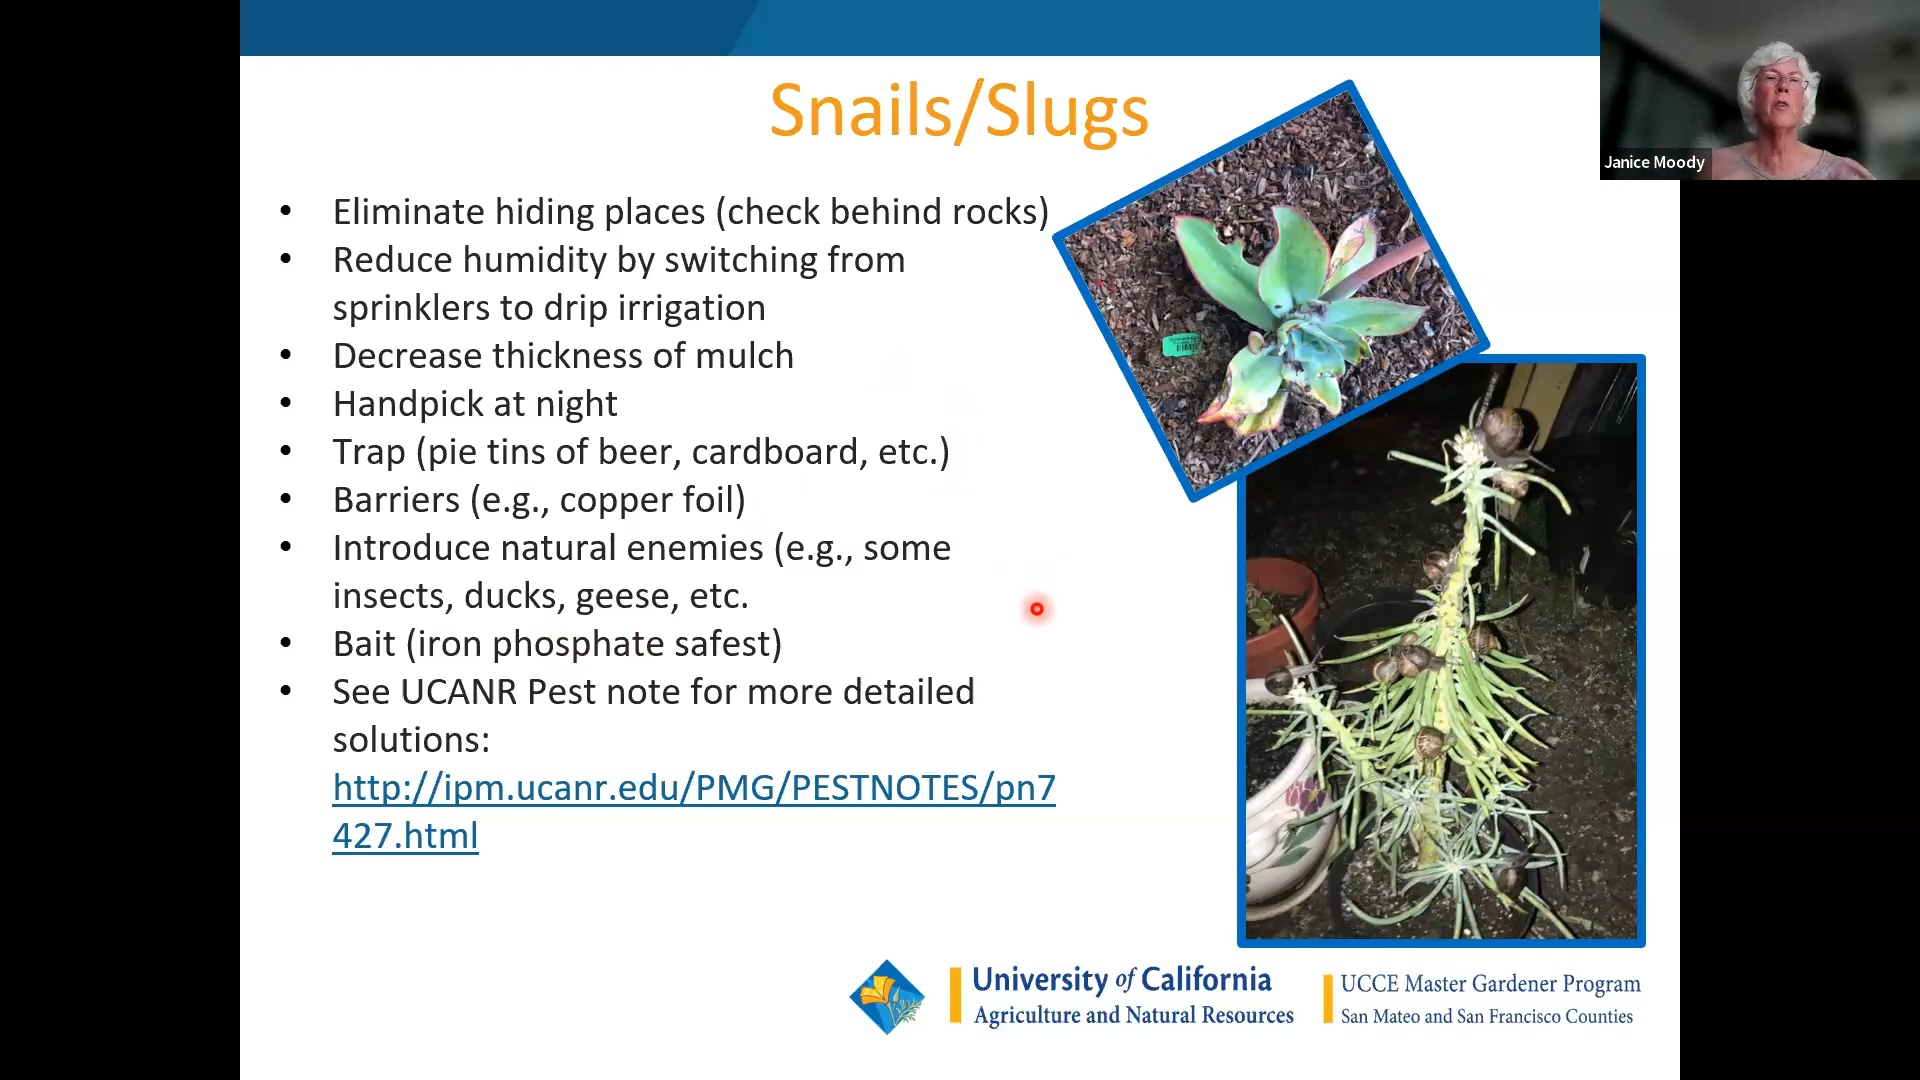 Snails/Slugs
Janice Moody
• Eliminate hiding places (check behind rocks)
• Reduce humidity by switching from
sprinklers to drip irrigation
• Decrease thickness of mulch
• Handpick at night
• Trap (pie tins of beer, cardboard, etc.)
• Barriers (e.g., copper foil)
• Introduce natural enemies (e.g., some
insects, ducks, geese, etc.
• Bait (iron phosphate safest)
• See UCANR Pest note for more detailed
solutions:
http://ipm.ucanr.edu/PMG/PESTNOTES/pn7
427.html
University of California
Agriculture and Natural Resources
UCCE Master Gardener Program
San Mateo and San Francisco Counties